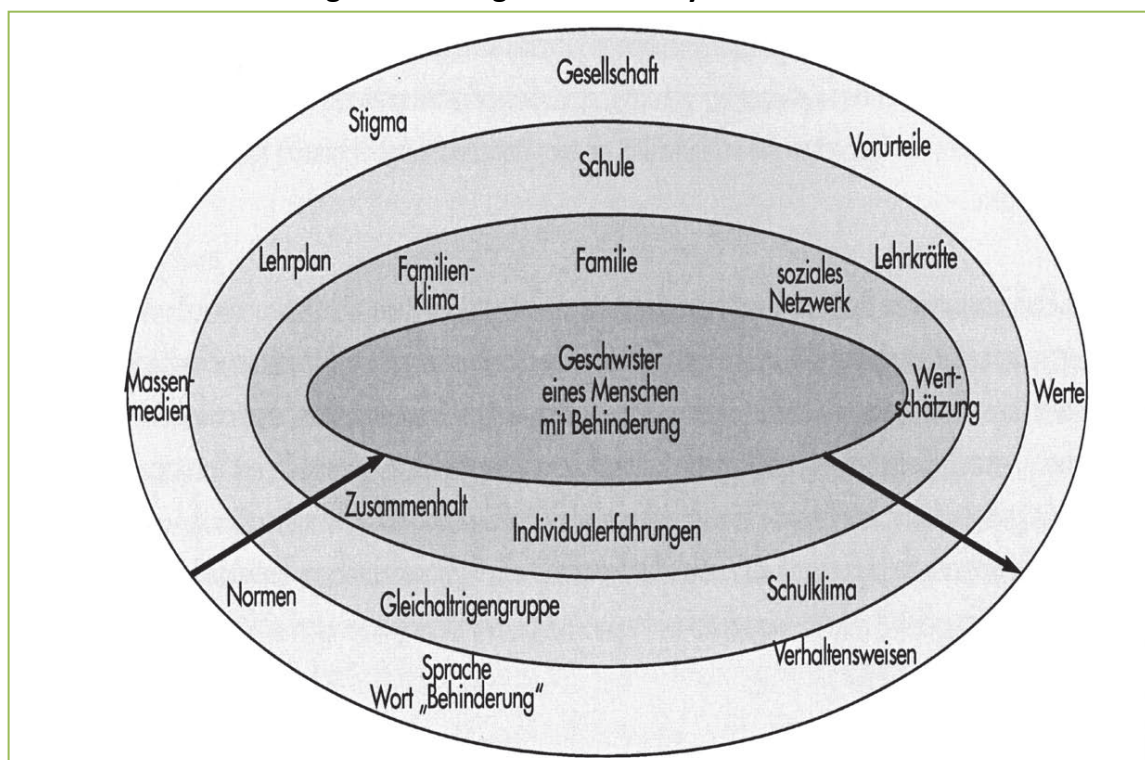 Gesellschaft
Stigma
Vorurteile
Schule
Lehrplan
Familien-
klima
Familie
soziales
Netzwerk
Lehrkräfte
Massen-
medien
Geschwister
eines Menschen
mit Behinderung
Wert-
schätzung
Werte
Zusammenhalt
Individualerfahrungen
Normen
Gleichaltrigengruppe
Schulklima
Verhaltensweisen
Sprache
Wort „Behinderung“